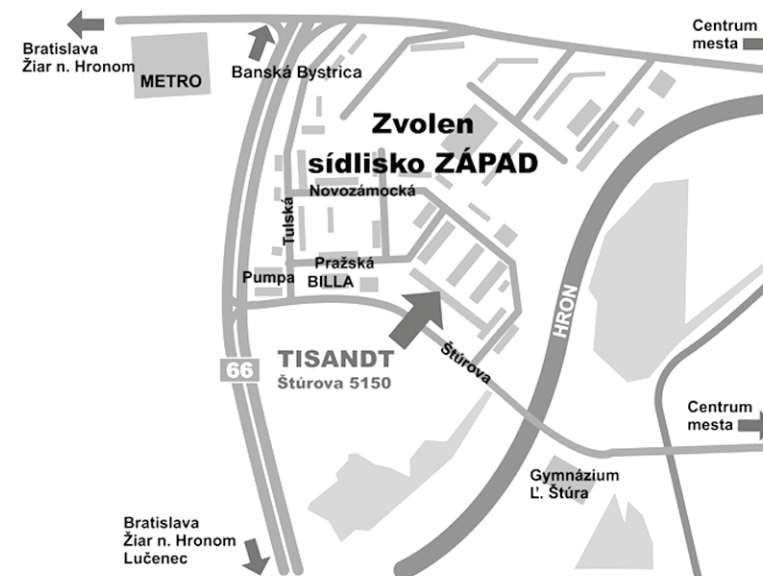 Bratislava
Žiar n. Hronom
METRO
Banská Bystrica
Centrum
mesta
Zvolen
sídlisko ZÁPAD
Novozámocká
Tulská
Pražská
Pumpa
BILLA
HRON
66
TISANDT
Štúrova 5150
Štúrova
Centrum
mesta
Gymnázium
Ľ. Štúra
Bratislava
Žiar n. Hronom
Lučenec